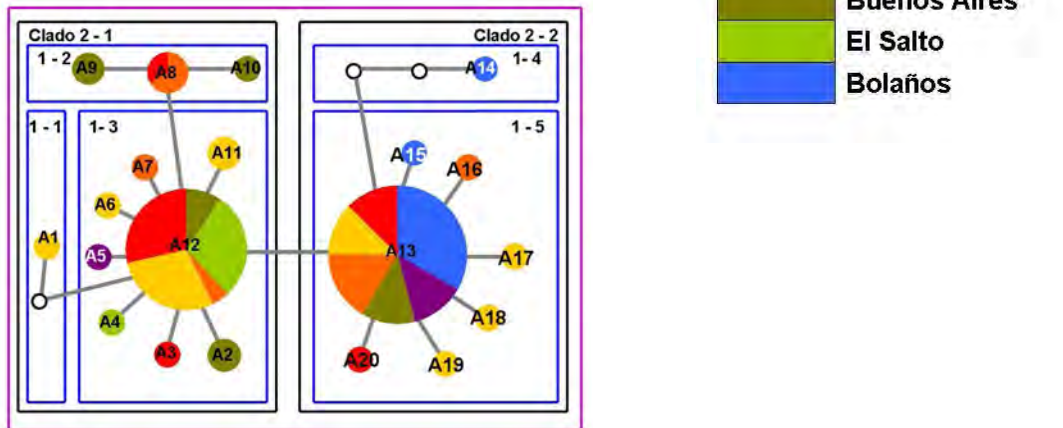 Clado 2 - 1
Clado 2 - 2
1 - 2
A9
A8
A10
A14
1- 4
1 - 1
1- 3
1 - 5
A7
A11
A15
A16
A6
A1
A5
A12
A13
A17
A4
A18
A3
A2
A20
A19
Buenos Aires
El Salto
Bolaños